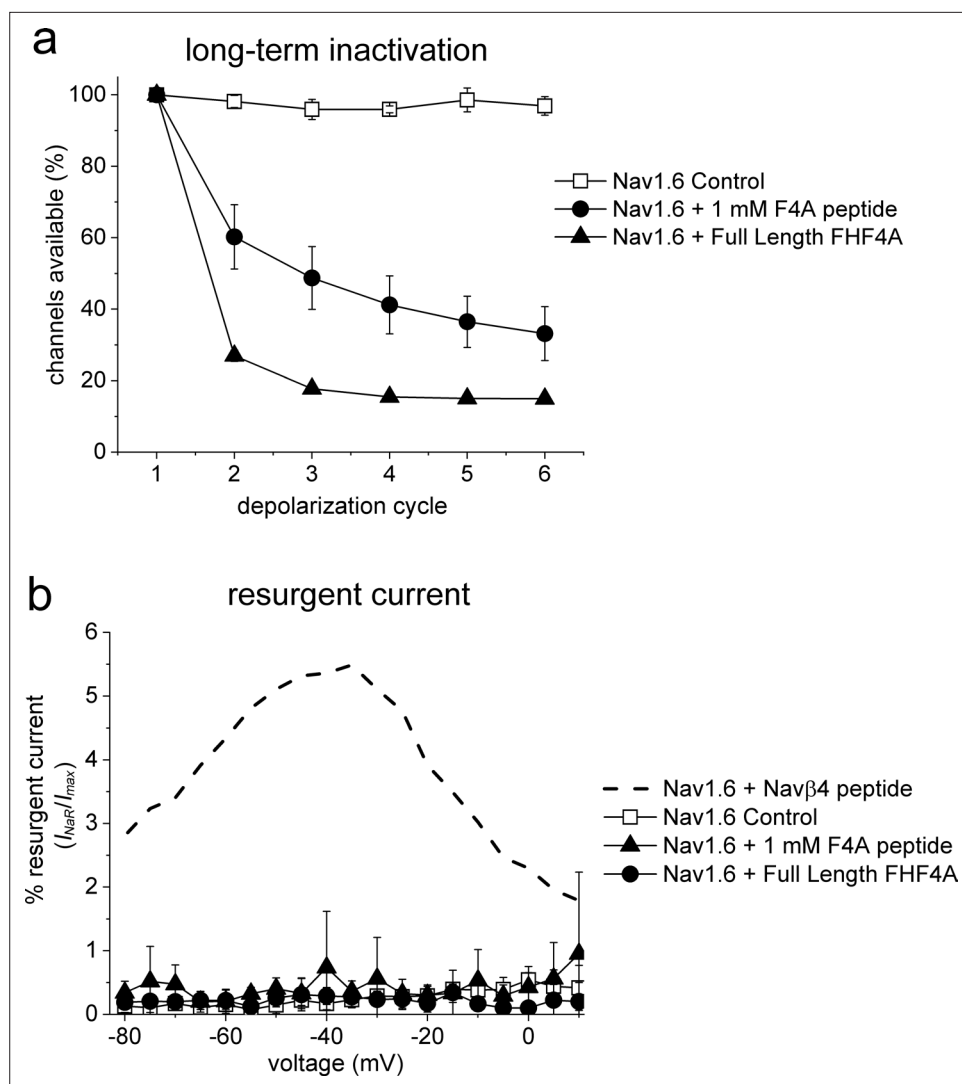 a
long-term inactivation
channels available (%)
100
80
60
40
20
0
1 2 3 4 5 6
depolarization cycle
Nav1.6 Control
Nav1.6 + 1 mM F4A peptide
Nav1.6 + Full Length FHF4A
b
resurgent current
% resurgent current
(INaR/Imax)
6
5
4
3
2
1
0
-80 -60 -40 -20 0
voltage (mV)
Nav1.6 + Navβ4 peptide
Nav1.6 Control
Nav1.6 + 1 mM F4A peptide
Nav1.6 + Full Length FHF4A